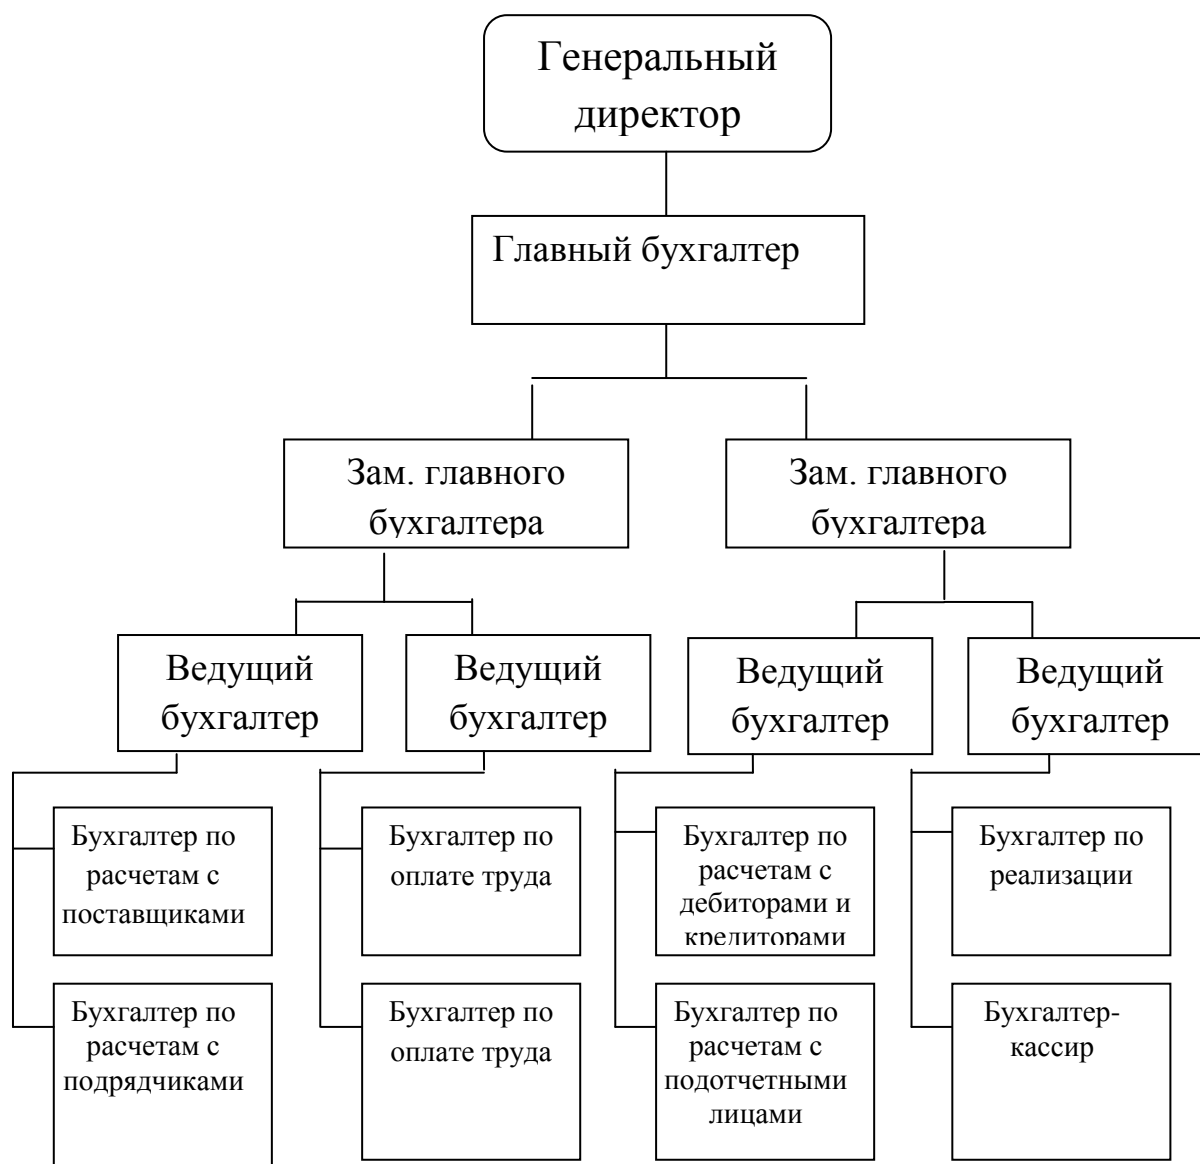 Генеральный
директор
Главный бухгалтер
Зам. главного
бухгалтера
Зам. главного
бухгалтера
Ведущий
бухгалтер
Ведущий
бухгалтер
Ведущий
бухгалтер
Ведущий
бухгалтер
Бухгалтер по
расчетам с
поставщиками
Бухгалтер по
оплате труда
Бухгалтер по
расчетам с
дебиторами и
кредиторами
Бухгалтер по
реализации
Бухгалтер по
расчетам с
подрядчиками
Бухгалтер по
оплате труда
Бухгалтер по
расчетам с
подотчетными
лицами
Бухгалтер-
кассир